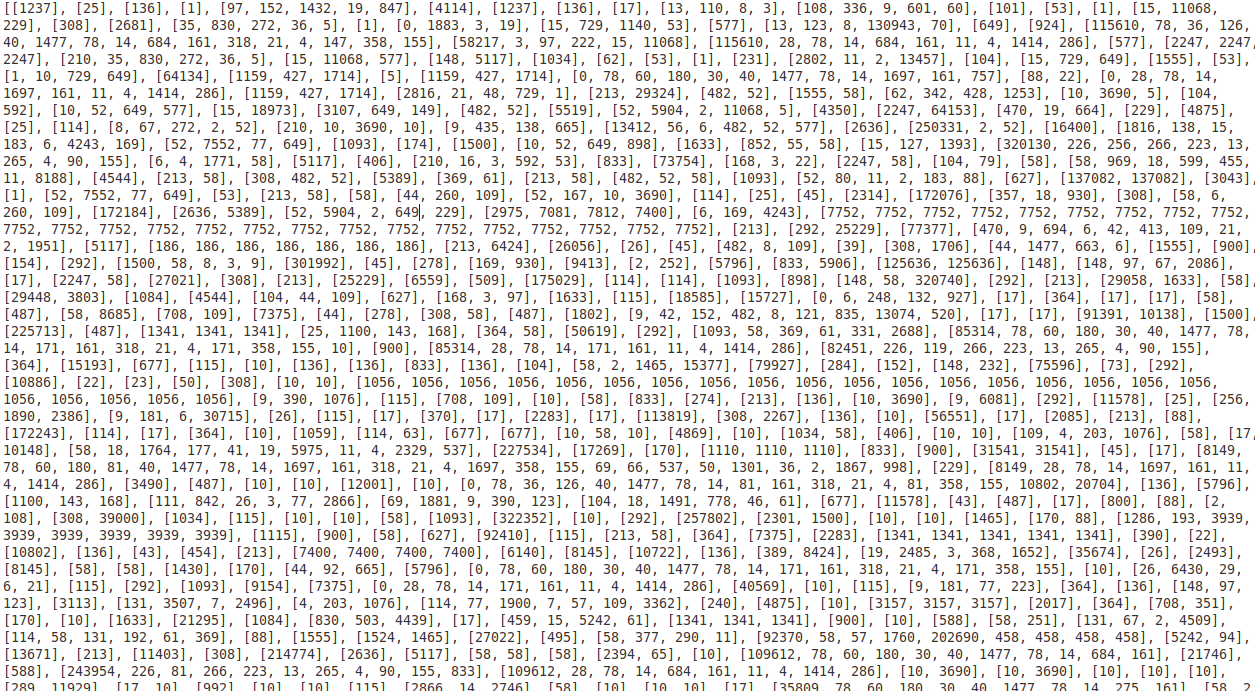 [[1237], [25], [136], [1], [97, 152, 1432, 19, 847], [4114], [1237], [136], [17], [13, 110, 8, 3], [108, 336, 9, 601, 60], [101], [53], [1], [15, 11068,
229], [308], [2681], [35, 830, 272, 36, 5], [1], [0, 1883, 3, 19], [15, 729, 1140, 53], [577], [13, 123, 8, 130943, 70], [649], [924], [115610, 78, 36, 126,
40, 1477, 78, 14, 684, 161, 318, 21, 4, 147, 358, 155], [58217, 3, 97, 222, 15, 11068], [115610, 28, 78, 14, 684, 161, 11, 4, 1414, 286], [577], [2247, 2247,
2247], [210, 35, 830, 272, 36, 5], [15, 11068, 577], [148, 5117], [1034], [62], [53], [1], [231], [2802, 11, 2, 13457], [104], [15, 729, 649], [1555], [53],
[1, 10, 729, 649], [64134], [1159, 427, 1714], [5], [1159, 427, 1714], [0, 78, 60, 180, 30, 40, 1477, 78, 14, 1697, 161, 757], [88, 22], [0, 28, 78, 14,
1697, 161, 11, 4, 1414, 286], [1159, 427, 1714], [2816, 21, 48, 729, 1], [213, 29324], [482, 52], [1555, 58], [62, 342, 428, 1253], [10, 3690, 5], [104,
592], [10, 52, 649, 577], [15, 18973], [3107, 649, 149], [482, 52], [5519], [52, 5904, 2, 11068, 5], [4350], [2247, 64153], [470, 19, 664], [229], [4875],
[25], [114], [8, 67, 272, 2, 52], [210, 10, 3690, 10], [9, 435, 138, 665], [13412, 56, 6, 482, 52, 577], [2636], [250331, 2, 52], [16400], [1816, 138, 15,
183, 6, 4243, 169], [52, 7552, 77, 649], [1093], [174], [1500], [10, 52, 649, 898], [1633], [852, 55, 58], [15, 127, 1393], [320130, 226, 256, 266, 223, 13,
265, 4, 90, 155], [6, 4, 1771, 58], [5117], [406], [210, 16, 3, 592, 53], [833], [73754], [168, 3, 22], [2247, 58], [104, 79], [58], [58, 969, 18, 599, 455,
11, 8188], [4544], [213, 58], [308, 482, 52], [5389], [369, 61], [213, 58], [482, 52, 58], [1093], [52, 80, 11, 2, 183, 88], [627], [137082, 137082], [3043],
[1], [52, 7552, 77, 649], [53], [213, 58], [58], [44, 260, 109], [52, 167, 10, 3690], [114], [25], [45], [2314], [172076], [357, 18, 930], [308], [58, 6,
260, 109], [172184], [2636, 5389], [52, 5904, 2, 649, 229], [2975, 7081, 7812, 7400], [6, 169, 4243], [7752, 7752, 7752, 7752, 7752, 7752, 7752, 7752, 7752,
7752, 7752, 7752, 7752, 7752, 7752, 7752, 7752, 7752, 7752, 7752, 7752, 7752, 7752], [213], [292, 25229], [77377], [470, 9, 694, 6, 42, 413, 109, 21,
2, 1951], [5117], [186, 186, 186, 186, 186, 186, 186], [213, 6424], [26056], [26], [45], [482, 8, 109], [39], [308, 1706], [44, 1477, 663, 6], [1555], [900],
[154], [292], [1500, 58, 8, 3, 9], [301992], [45], [278], [169, 930], [9413], [2, 252], [5796], [833, 5906], [125636, 125636], [148], [148, 97, 67, 2086],
[17], [2247, 58], [27021], [308], [213], [25229], [6559], [509], [175029], [114], [114], [1093], [898], [148, 58, 320740], [292], [213], [29058, 1633], [58],
[29448, 3803], [1084], [4544], [104, 44, 109], [627], [168, 3, 97], [1633], [115], [18585], [15727], [0, 6, 248, 132, 927], [17], [364], [17], [17], [58],
[487], [58, 8685], [708, 109], [7375], [44], [278], [308, 58], [487], [1802], [9, 42, 152, 482, 8, 121, 835, 13074, 520], [17], [17], [91391, 10138], [1500],
[225713], [487], [1341, 1341, 1341], [25, 1100, 143, 168], [364, 58], [50619], [292], [1093, 58, 369, 61, 331, 2688], [85314, 78, 60, 180, 30, 40, 1477, 78,
14, 171, 161, 318, 21, 4, 171, 358, 155, 10], [900], [85314, 28, 78, 14, 171, 161, 11, 4, 1414, 286], [82451, 226, 119, 266, 223, 13, 265, 4, 90, 155],
[364], [15193], [677], [115], [10], [136], [136], [833], [136], [104], [58, 2, 1465, 15377], [79927], [284], [152], [148, 232], [75596], [73], [292],
[10886], [22], [23], [50], [308], [10, 10], [1056, 1056, 1056, 1056, 1056, 1056, 1056, 1056, 1056, 1056, 1056, 1056, 1056, 1056, 1056, 1056, 1056, 1056,
1056, 1056, 1056, 1056, 1056], [9, 390, 1076], [115], [708, 109], [10], [58], [833], [274], [213], [136], [10, 3690], [9, 6081], [292], [11578], [25], [256,
1890, 2386], [9, 181, 6, 30715], [26], [115], [17], [370], [17], [2283], [17], [113819], [308, 2267], [136], [10], [56551], [17], [2085], [213], [88],
[172243], [114], [17], [364], [10], [1059], [114, 63], [677], [677], [10, 58, 10], [4869], [10], [1034, 58], [406], [10, 10], [109, 4, 203, 1076], [58], [17,
10148], [58, 18, 1764, 177, 41, 19, 5975, 11, 4, 2329, 537], [227534], [17269], [170], [1110, 1110, 1110], [833], [900], [31541, 31541], [45], [17], [8149,
78, 60, 180, 81, 40, 1477, 78, 14, 1697, 161, 318, 21, 4, 1697, 358, 155, 69, 66, 537, 50, 1301, 36, 2, 1867, 998], [229], [8149, 28, 78, 14, 1697, 161, 11,
4, 1414, 286], [3490], [487], [10], [10], [12001], [10], [0, 78, 36, 126, 40, 1477, 78, 14, 81, 161, 318, 21, 4, 81, 358, 155, 10802, 20704], [136], [5796],
[1100, 143, 168], [111, 842, 26, 3, 77, 2866], [69, 1881, 9, 390, 123], [104, 18, 1491, 778, 46, 61], [677], [11578], [43], [487], [17], [800], [88], [2,
108], [308, 39000], [1034], [115], [10], [10], [58], [1093], [322352], [10], [292], [257802], [2301, 1500], [10], [10], [1465], [170, 88], [1286, 193, 3939,
3939, 3939, 3939, 3939, 3939], [1115], [900], [58], [627], [92410], [115], [213, 58], [364], [7375], [2283], [1341, 1341, 1341, 1341, 1341], [390], [22],
[10802], [136], [43], [454], [213], [7400, 7400, 7400, 7400], [6140], [8145], [10722], [136], [389, 8424], [19, 2485, 3, 368, 1652], [35674], [26], [2493],
[8145], [58], [58], [1430], [170], [44, 92, 665], [5796], [0, 78, 60, 180, 30, 40, 1477, 78, 14, 171, 161, 318, 21, 4, 171, 358, 155], [10], [26, 6430, 29,
6, 21], [115], [292], [1093], [9154], [7375], [0, 28, 78, 14, 171, 161, 11, 4, 1414, 286], [40569], [10], [115], [9, 181, 77, 223], [364], [136], [148, 97,
123], [3113], [131, 3507, 7, 2496], [4, 203, 1076], [114, 77, 1900, 7, 57, 109, 3362], [240], [4875], [10], [3157, 3157, 3157], [2017], [364], [708, 351],
[170], [10], [1633], [21295], [1084], [830, 503, 4439], [17], [459, 15, 5242, 61], [1341, 1341, 1341], [900], [10], [588], [58, 251], [131, 67, 2, 4509],
[114, 58, 131, 192, 61, 369], [88], [1555], [1524, 1465], [27022], [495], [58, 377, 290, 11], [92370, 58, 57, 1760, 202690, 458, 458, 458, 458], [5242, 94],
[13671], [213], [11403], [308], [214774], [2636], [5117], [58, 58], [58], [2394, 65], [10], [109612, 78, 60, 180, 30, 40, 1477, 78, 14, 684, 161], [21746],
[588], [243954, 226, 81, 266, 223, 13, 265, 4, 90, 155, 833], [109612, 28, 78, 14, 684, 161, 11, 4, 1414, 286], [10, 3690], [10, 3690], [10], [10], [10],
[289, 11929], [17, 10], [992], [10], [10], [115], [2866, 14, 2746], [58], [10], [10, 10], [17], [35809, 78, 60, 180, 30, 40, 1477, 78, 14, 275, 161], [58, 2